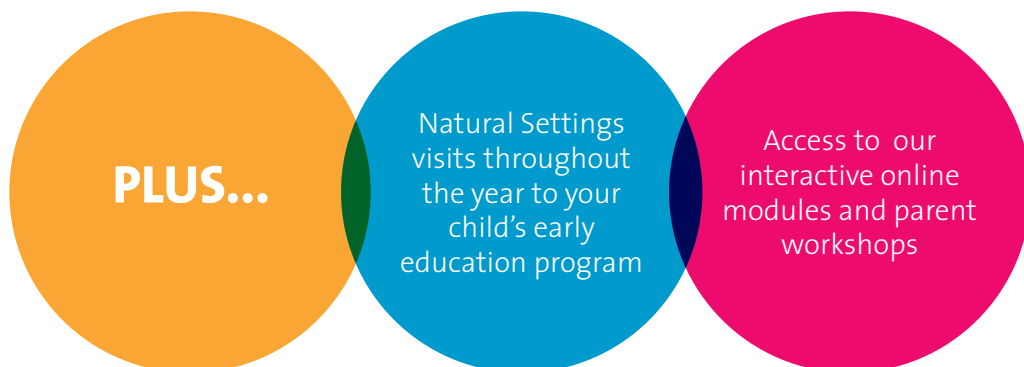 PLUS...
Natural Settings
visits throughout
the year to your
child’s early
education program
Access to  our
interactive online
modules and parent
workshops